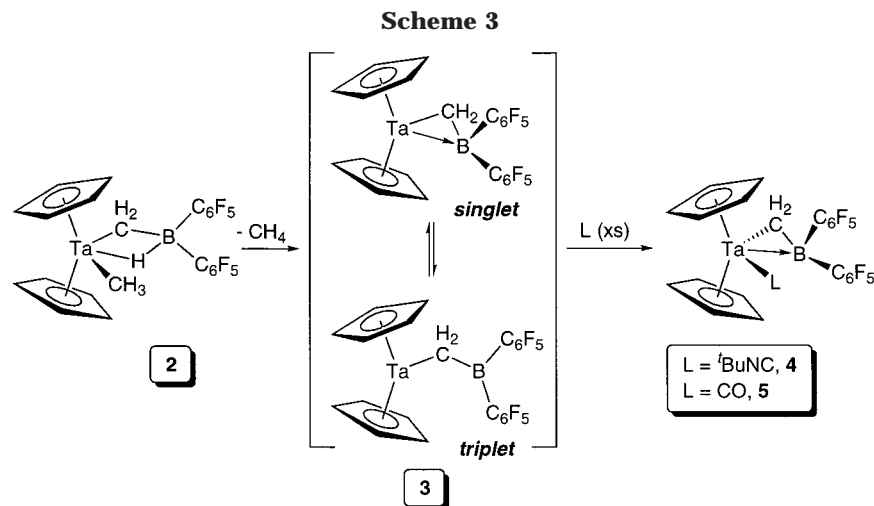 Scheme 3
CH₂
C₆F₅
Ta
B
C₆F₅
singlet
H₂
C
C₆F₅
B
Ta
H
C₆F₅
CH₃
2
- CH₄
H₂
C
C₆F₅
Ta
B
C₆F₅
triplet
3
L (xs)
H₂
C
C₆F₅
Ta
B
C₆F₅
L
L = ᵗBuNC, 4
L = CO, 5